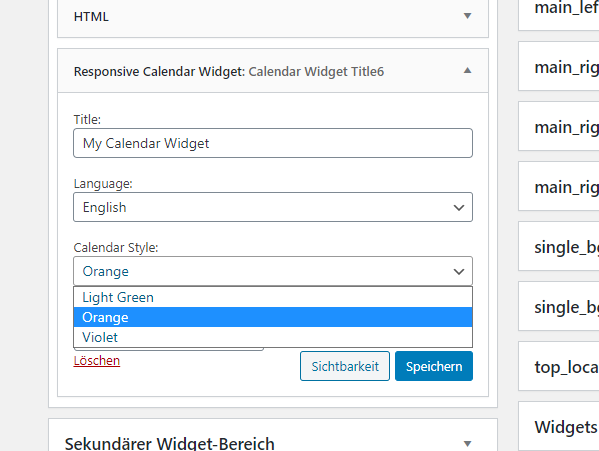 HTML
Responsive Calendar Widget: Calendar Widget Title6
Title:
My Calendar Widget
Language:
English
Calendar Style:
Orange
Light Green
Orange
Violet
Löschen
Sichtbarkeit
Speichern
Sekundärer Widget-Bereich
main_lef
main_rig
main_rig
main_rig
single_bg
single_bg
top_loca
Widgets